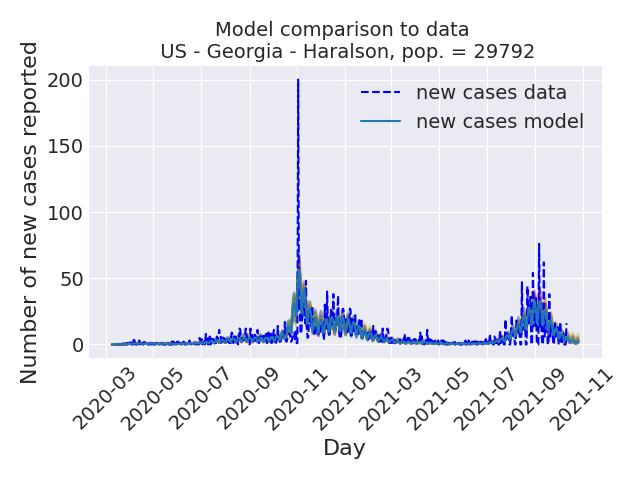 Model comparison to data
US - Georgia - Haralson, pop. = 29792
Number of new cases reported
200
150
100
50
0
new cases data
new cases model
2020-03
2020-05
2020-07
2020-09
2020-11
2021-01
2021-03
2021-05
2021-07
2021-09
2021-11
Day